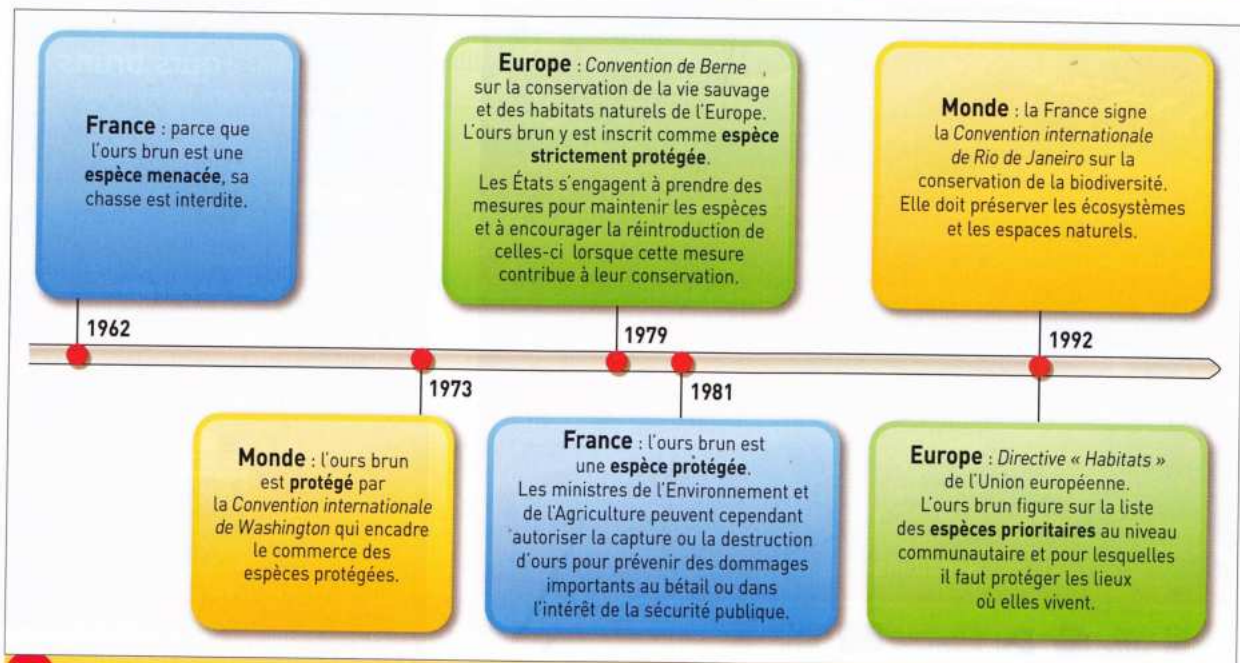 France : parce que
l'ours brun est une
espèce menacée, sa
chasse est interdite.
Europe : Convention de Berne
sur la conservation de la vie sauvage
et des habitats naturels de l'Europe.
L'ours brun y est inscrit comme espèce
strictement protégée.
Les États s'engagent à prendre des
mesures pour maintenir les espèces
et à encourager la réintroduction de
celles-ci lorsque cette mesure
contribue à leur conservation.
Monde : la France signe
la Convention internationale
de Rio de Janeiro sur la
conservation de la biodiversité.
Elle doit préserver les écosystèmes
et les espaces naturels.
1962
1979
1992
1973
1981
Monde : l'ours brun
est protégé par
la Convention internationale
de Washington qui encadre
le commerce des
espèces protégées.
France : l'ours brun est
une espèce protégée.
Les ministres de l'Environnement et
de l'Agriculture peuvent cependant
autoriser la capture ou la destruction
d'ours pour prévenir des dommages
importants au bétail ou dans
l'intérêt de la sécurité publique.
Europe : Directive « Habitats »
de l'Union européenne.
L'ours brun figure sur la liste
des espèces prioritaires au niveau
communautaire et pour lesquelles
il faut protéger les lieux
où elles vivent.